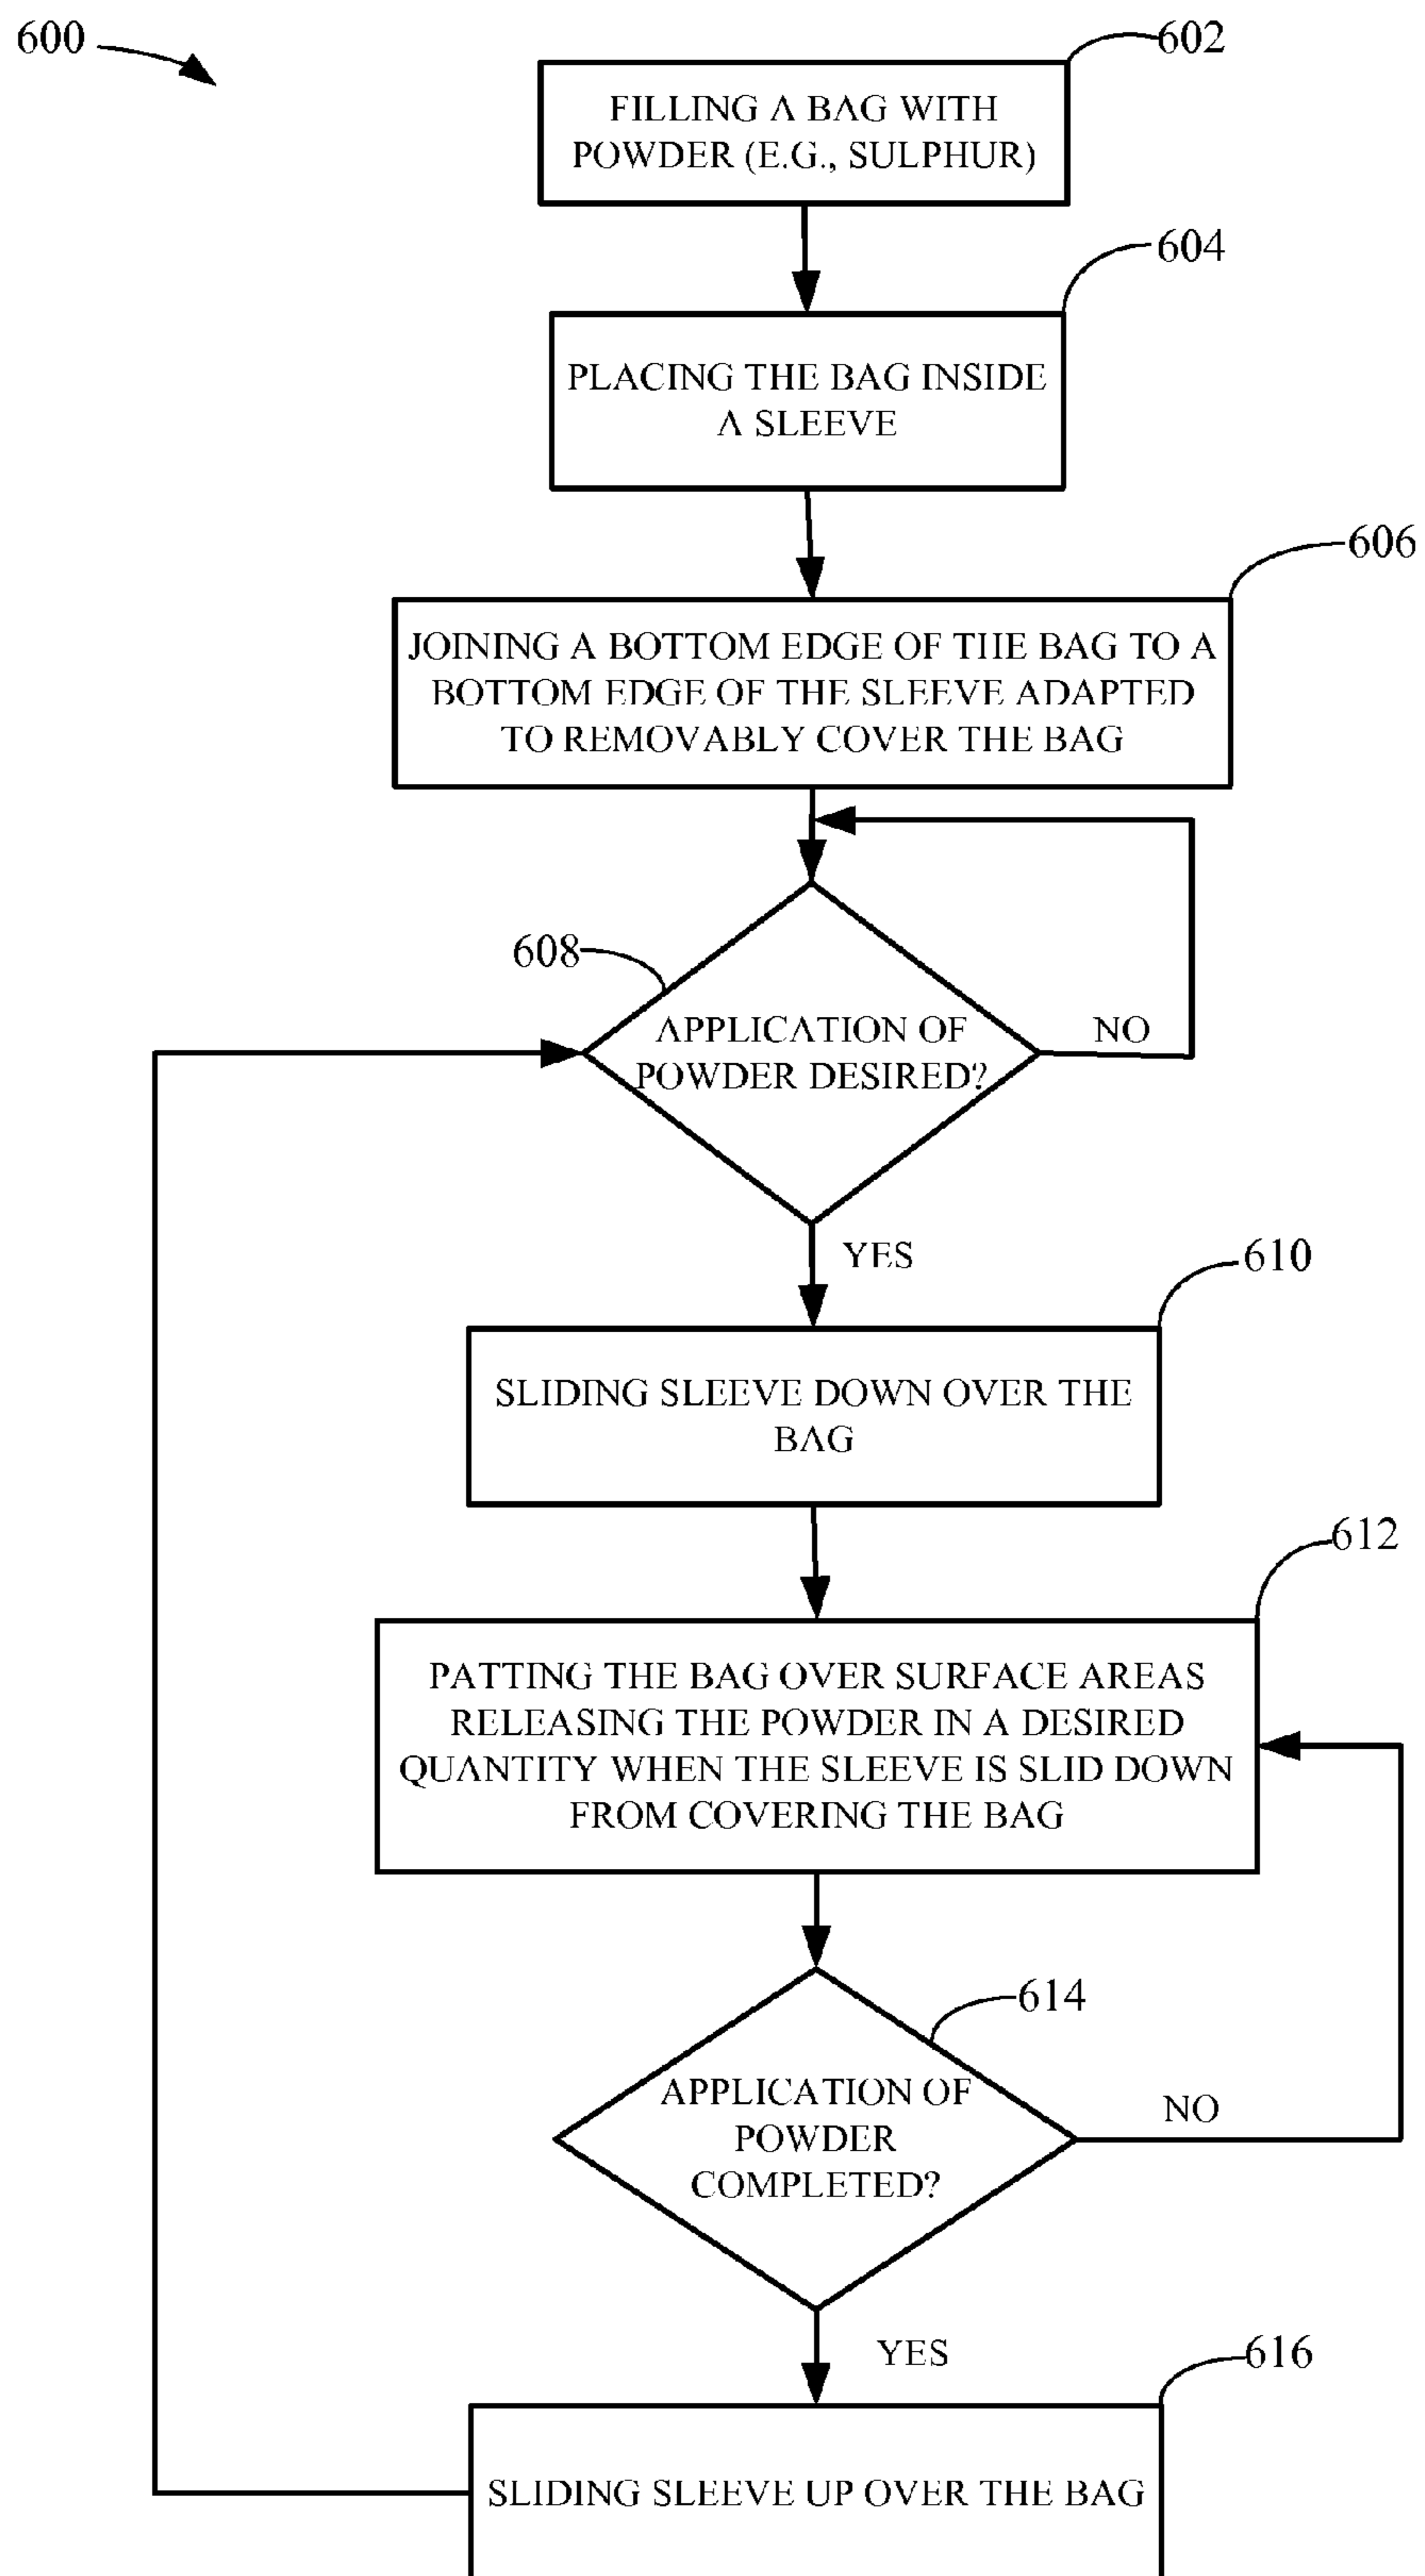 600
602
FILLING A BAG WITH
POWDER (E.G., SULPHUR)
604
PLACING THE BAG INSIDE
A SLEEVE
606
JOINING A BOTTOM EDGE OF THE BAG TO A
BOTTOM EDGE OF THE SLEEVE ADAPTED
TO REMOVABLY COVER THE BAG
608
APPLICATION OF
POWDER DESIRED?
NO
YES
610
SLIDING SLEEVE DOWN OVER THE
BAG
612
PATTING THE BAG OVER SURFACE AREAS
RELEASING THE POWDER IN A DESIRED
QUANTITY WHEN THE SLEEVE IS SLID DOWN
FROM COVERING THE BAG
614
APPLICATION OF
POWDER
COMPLETED?
NO
YES
616
SLIDING SLEEVE UP OVER THE BAG